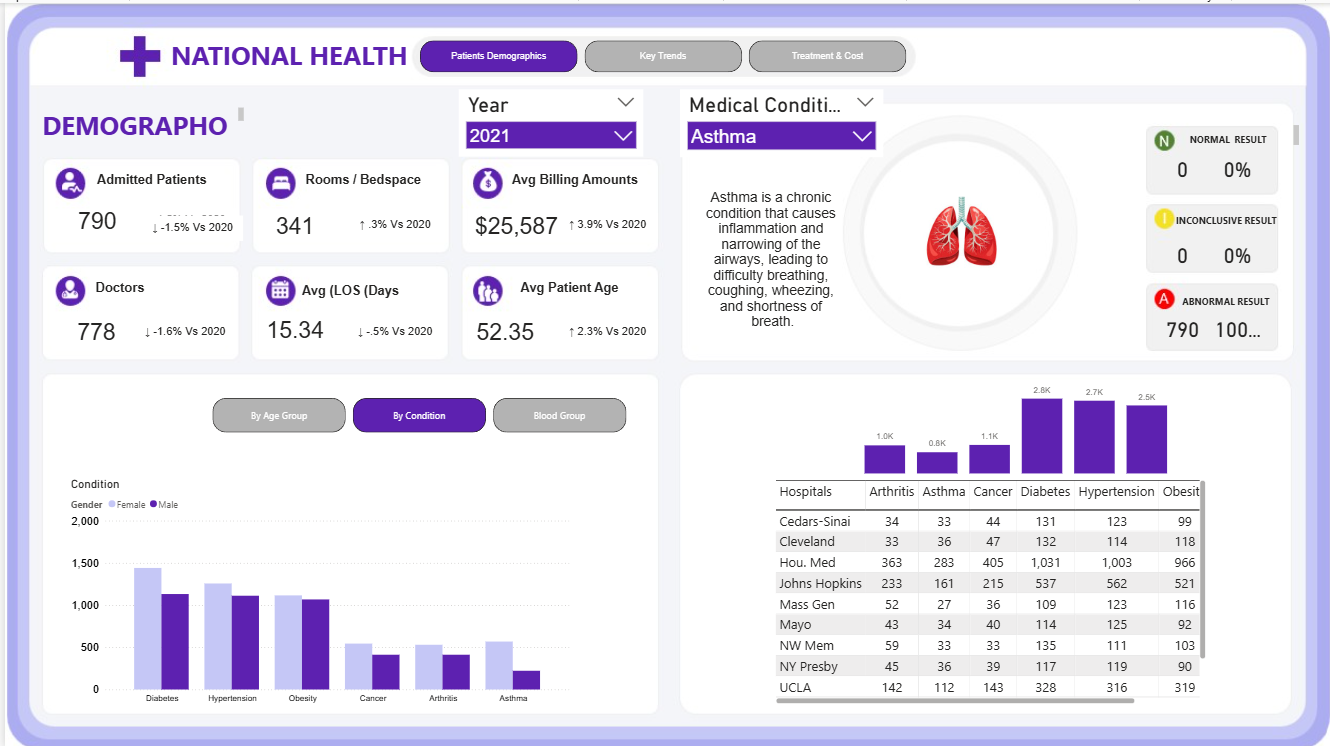 NATIONAL HEALTH
Patients Demographics
Key Trends
Treatment & Cost
DEMOGRAPHO
Year
2021
Medical Conditi...
Asthma
Admitted Patients
790
↓ -1.5% Vs 2020
Rooms / Bedspace
341
↑ .3% Vs 2020
Avg Billing Amounts
$25,587
↑ 3.9% Vs 2020
Doctors
778
↓ -1.6% Vs 2020
Avg (LOS (Days
15.34
↓ -.5% Vs 2020
Avg Patient Age
52.35
↑ 2.3% Vs 2020
Asthma is a chronic
condition that causes
inflammation and
narrowing of the
airways, leading to
difficulty breathing,
coughing, wheezing,
and shortness of
breath.
N NORMAL RESULT
0 0%
! INCONCLUSIVE RESULT
0 0%
A ABNORMAL RESULT
790 100...
By Age Group
By Condition
Blood Group
Condition
Gender Female Male
2,000
1,500
1,000
500
0
Diabetes Hypertension Obesity Cancer Arthritis Asthma
1.0K 0.8K 1.1K 2.8K 2.7K 2.5K
Hospitals Arthritis Asthma Cancer Diabetes Hypertension Obesit
Cedars-Sinai 34 33 44 131 123 99
Cleveland 33 36 47 132 114 118
Hou. Med 363 283 405 1,031 1,003 966
Johns Hopkins 233 161 215 537 562 521
Mass Gen 52 27 36 109 123 116
Mayo 43 34 40 114 125 92
NW Mem 59 33 33 135 111 103
NY Presby 45 36 39 117 119 90
UCLA 142 112 143 328 316 319